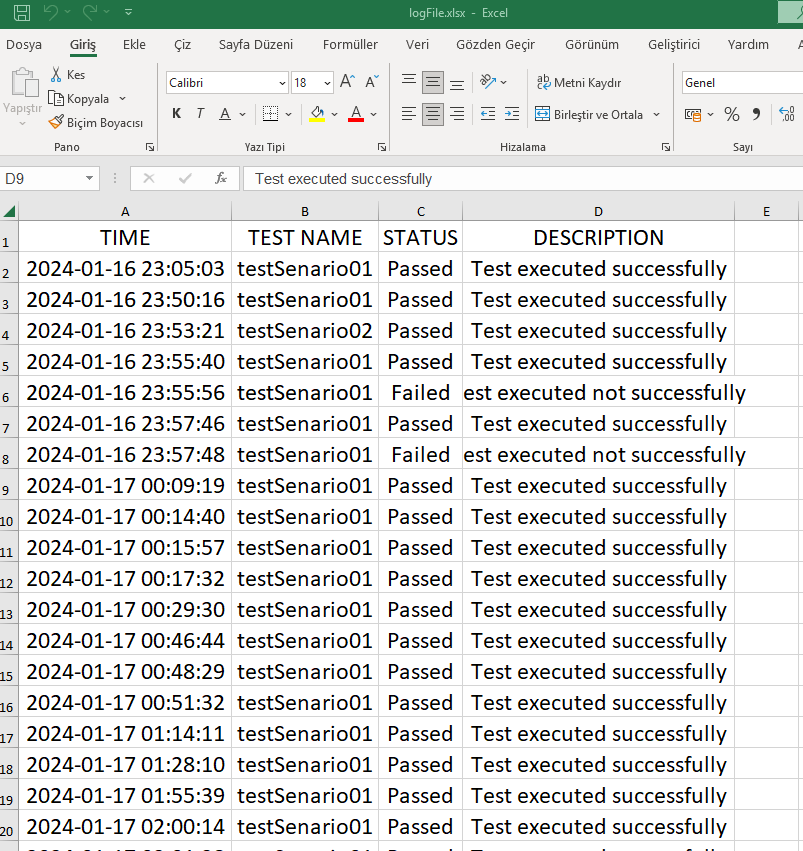 logFile.xlsx - Excel
Dosya Giriş Ekle Çiz Sayfa Düzeni Formüller Veri Gözden Geçir Görünüm Geliştirici Yardım
Yapıştır
Kes
Kopyala
Biçim Boyacısı
Pano
Calibri 18 A A
K T A A
Yazı Tipi
Metni Kaydır
Birleştir ve Ortala
Hizalama
Genel
% 9
Sayı
D9 fx Test executed successfully
A B C D E
1 TIME TEST NAME STATUS DESCRIPTION
2 2024-01-16 23:05:03 testSenario01 Passed Test executed successfully
3 2024-01-16 23:50:16 testSenario01 Passed Test executed successfully
4 2024-01-16 23:53:21 testSenario02 Passed Test executed successfully
5 2024-01-16 23:55:40 testSenario01 Passed Test executed successfully
6 2024-01-16 23:55:56 testSenario01 Failed est executed not successfully
7 2024-01-16 23:57:46 testSenario01 Passed Test executed successfully
8 2024-01-16 23:57:48 testSenario01 Failed est executed not successfully
9 2024-01-17 00:09:19 testSenario01 Passed Test executed successfully
10 2024-01-17 00:14:40 testSenario01 Passed Test executed successfully
11 2024-01-17 00:15:57 testSenario01 Passed Test executed successfully
12 2024-01-17 00:17:32 testSenario01 Passed Test executed successfully
13 2024-01-17 00:29:30 testSenario01 Passed Test executed successfully
14 2024-01-17 00:46:44 testSenario01 Passed Test executed successfully
15 2024-01-17 00:48:29 testSenario01 Passed Test executed successfully
16 2024-01-17 00:51:32 testSenario01 Passed Test executed successfully
17 2024-01-17 01:14:11 testSenario01 Passed Test executed successfully
18 2024-01-17 01:28:10 testSenario01 Passed Test executed successfully
19 2024-01-17 01:55:39 testSenario01 Passed Test executed successfully
20 2024-01-17 02:00:14 testSenario01 Passed Test executed successfully